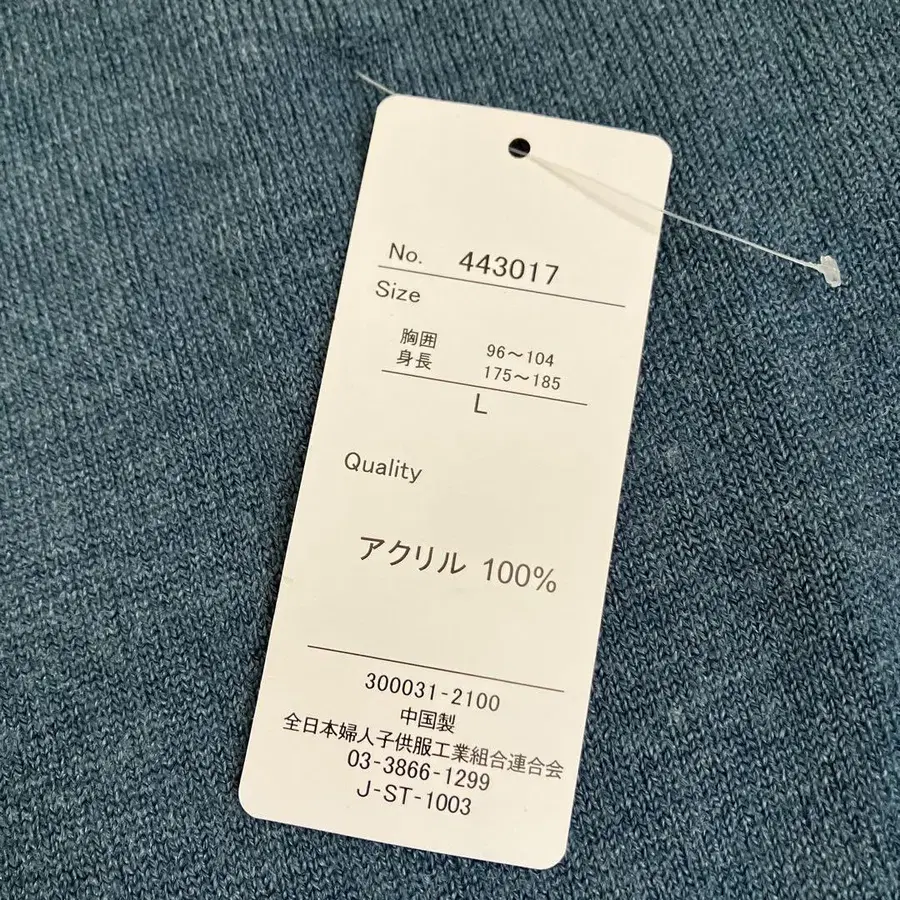 No. 443017
Size
胸囲 96～104
身長 175～185
L
Quality
アクリル 100%
300031-2100
中国製
全日本婦人子供服工業組合連合会
03-3866-1299
J-ST-1003